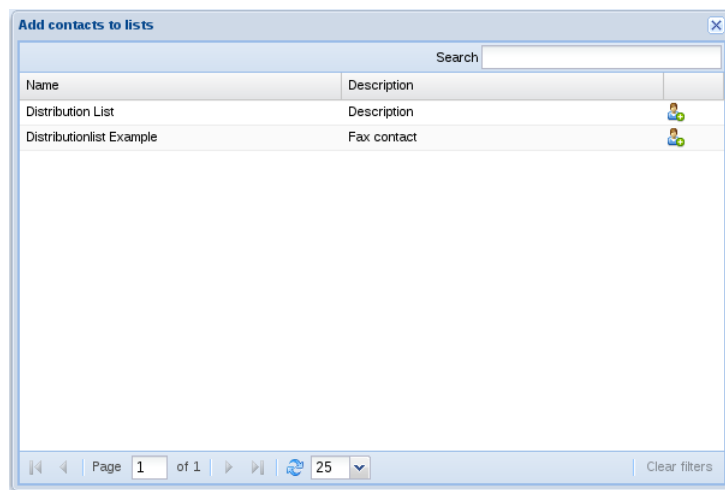 Add contacts to lists
Search
Name Description
Distribution List Description
Distributionlist Example Fax contact
Page 1 of 1 25 Clear filters